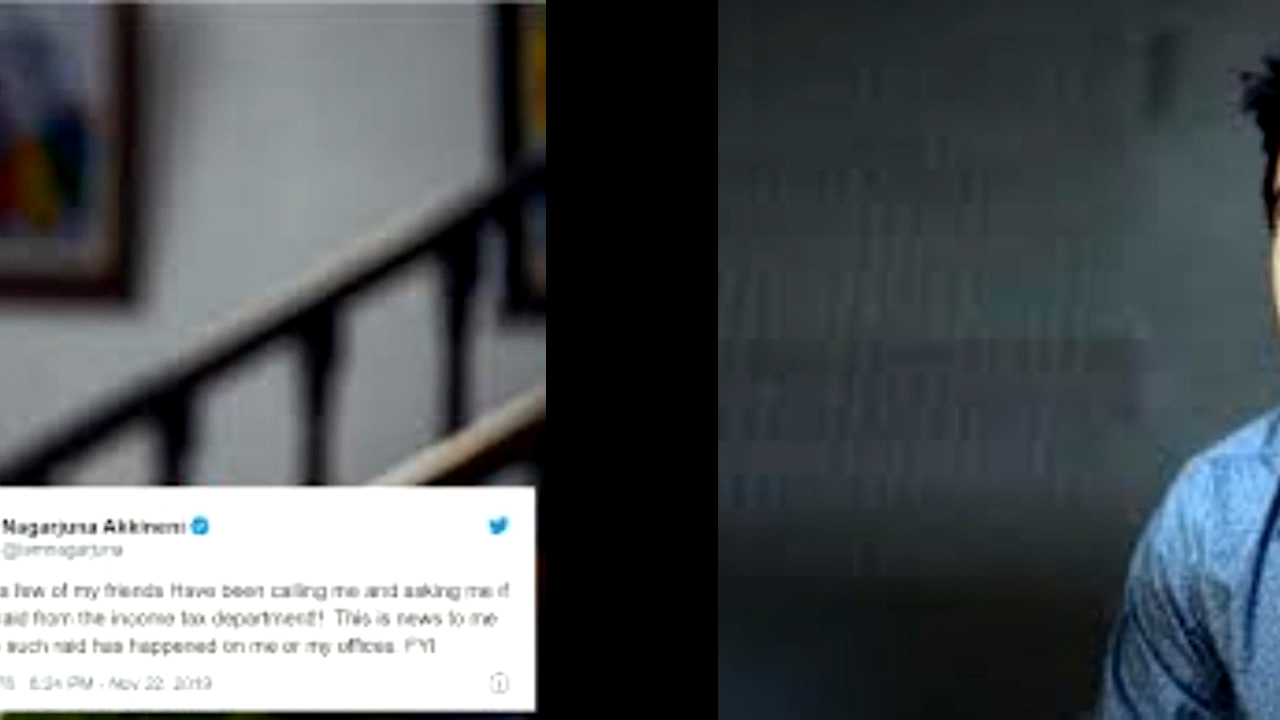 Nagarjuna Akkineni
@iamnagarjuna
a few of my friends Have been calling me and asking me if
aid from the income tax department!! This is news to me
such raid has happened on me or my offices. FYI
6:24 PM - Nov 22, 2019